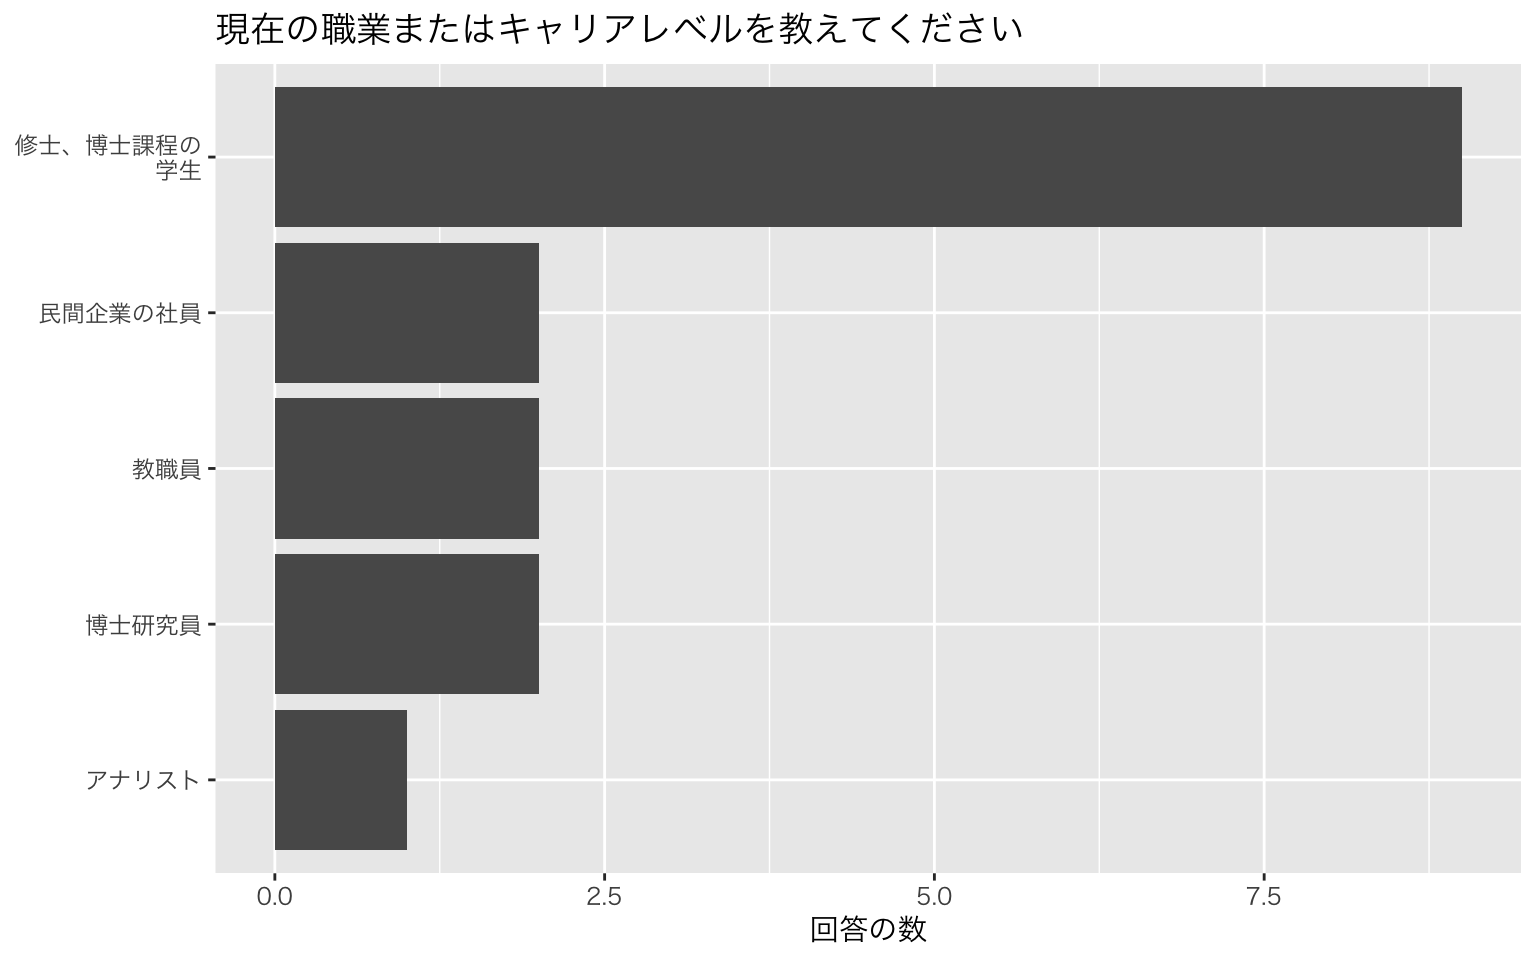 現在の職業またはキャリアレベルを教えてください
修士、博士課程の
学生
民間企業の社員
教職員
博士研究員
アナリスト
0.0 2.5 5.0 7.5
回答の数